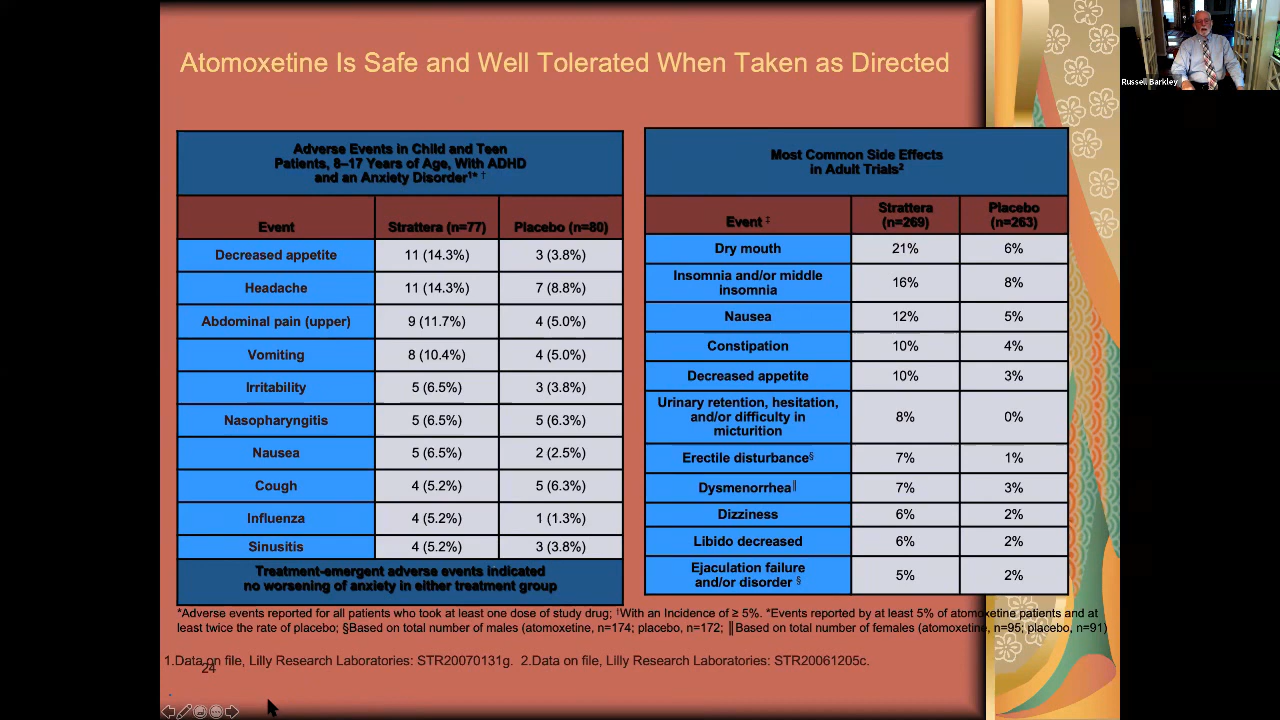 Atomoxetine Is Safe and Well Tolerated When Taken as Directed
Russell Barkley
Adverse Events in Child and Teen
Patients, 8–17 Years of Age, With ADHD
and an Anxiety Disorder¹* †
Event Strattera (n=77) Placebo (n=80)
Decreased appetite 11 (14.3%) 3 (3.8%)
Headache 11 (14.3%) 7 (8.8%)
Abdominal pain (upper) 9 (11.7%) 4 (5.0%)
Vomiting 8 (10.4%) 4 (5.0%)
Irritability 5 (6.5%) 3 (3.8%)
Nasopharyngitis 5 (6.5%) 5 (6.3%)
Nausea 5 (6.5%) 2 (2.5%)
Cough 4 (5.2%) 5 (6.3%)
Influenza 4 (5.2%) 1 (1.3%)
Sinusitis 4 (5.2%) 3 (3.8%)
Treatment-emergent adverse events indicated
no worsening of anxiety in either treatment group
Most Common Side Effects
in Adult Trials²
Event ‡ Strattera (n=269) Placebo (n=263)
Dry mouth 21% 6%
Insomnia and/or middle
insomnia 16% 8%
Nausea 12% 5%
Constipation 10% 4%
Decreased appetite 10% 3%
Urinary retention, hesitation,
and/or difficulty in
micturition 8% 0%
Erectile disturbance§ 7% 1%
Dysmenorrhea‖ 7% 3%
Dizziness 6% 2%
Libido decreased 6% 2%
Ejaculation failure
and/or disorder § 5% 2%
*Adverse events reported for all patients who took at least one dose of study drug; †With an Incidence of ≥ 5%. *Events reported by at least 5% of atomoxetine patients and at
least twice the rate of placebo; §Based on total number of males (atomoxetine, n=174; placebo, n=172; ‖Based on total number of females (atomoxetine, n=95; placebo, n=91)
1.Data on file, Lilly Research Laboratories: STR20070131g. 2.Data on file, Lilly Research Laboratories: STR20061205c.
24